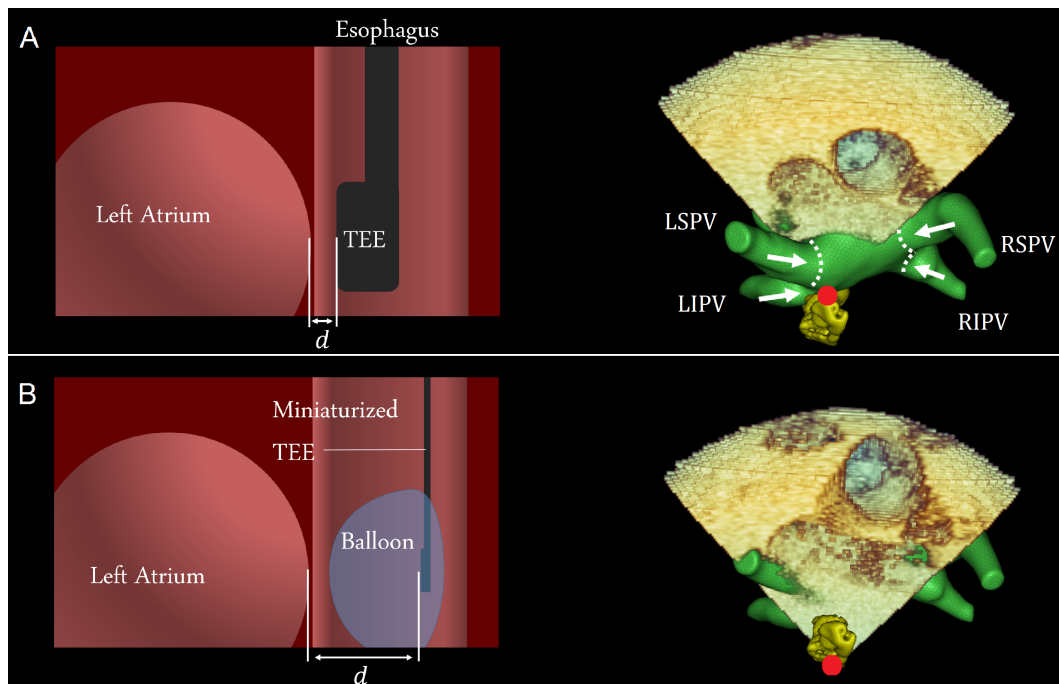 A
Esophagus
Left Atrium
TEE
d
LSPV
RSPV
LIPV
RIPV
B
Miniaturized
TEE
Balloon
Left Atrium
d